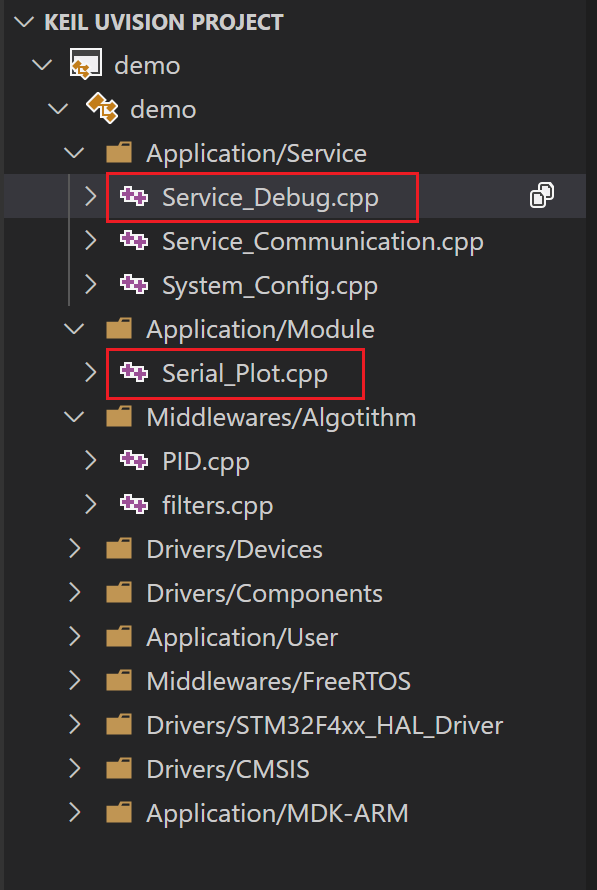 KEIL UVISION PROJECT
demo
demo
Application/Service
Service_Debug.cpp
Service_Communication.cpp
System_Config.cpp
Application/Module
Serial_Plot.cpp
Middlewares/Algotithm
PID.cpp
filters.cpp
Drivers/Devices
Drivers/Components
Application/User
Middlewares/FreeRTOS
Drivers/STM32F4xx_HAL_Driver
Drivers/CMSIS
Application/MDK-ARM